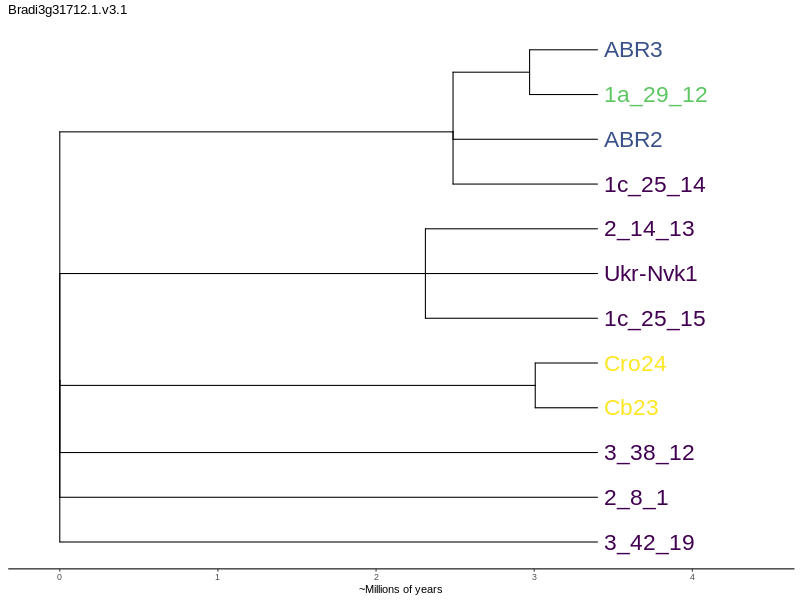 Bradi3g31712.1.v3.1
ABR3
1a_29_12
ABR2
1c_25_14
2_14_13
Ukr-Nvk1
1c_25_15
Cro24
Cb23
3_38_12
2_8_1
3_42_19
0 1 2 3 4
~Millions of years